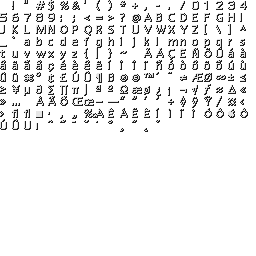 ! " # $ % & ' ( ) * + , - . / 0 1 2 3 4
5 6 7 8 9 : ; < = > ? @ A B C D E F G H I
J K L M N O P Q R S T U V W X Y Z [ \ ] ^
_ ` a b c d e f g h i j k l m n o p q r s
t u v w x y z { | } ~ Ä Å Ç É Ñ Ö Ü á à
â ä ã å ç é è ê ë í ì î ï ñ ó ò ô ö õ ú ù
û ü ° ¢ £ § ¶ ß ® © ™ ´ ¨ ≠ Æ Ø ∞ ± ≤
≥ ¥ µ ∂ ∑ ∏ π ∫ ª º Ω æ ø ¿ ¡ ¬ √ ƒ ≈ ∆ «
» … À Ã Õ Œ œ – — “ ” ‘ ’ ÷ ◊ ÿ Ÿ ⁄ ¤ ‹
› ﬁ ﬂ · ‚ „ ‰ Â Ê Á Ë È Í Î Ï Ì Ó Ô Ò
Ú Û Ù ı ˆ ˜ ¯ ˘ ˙ ˚ ¸ ˝ ˛ ˇ